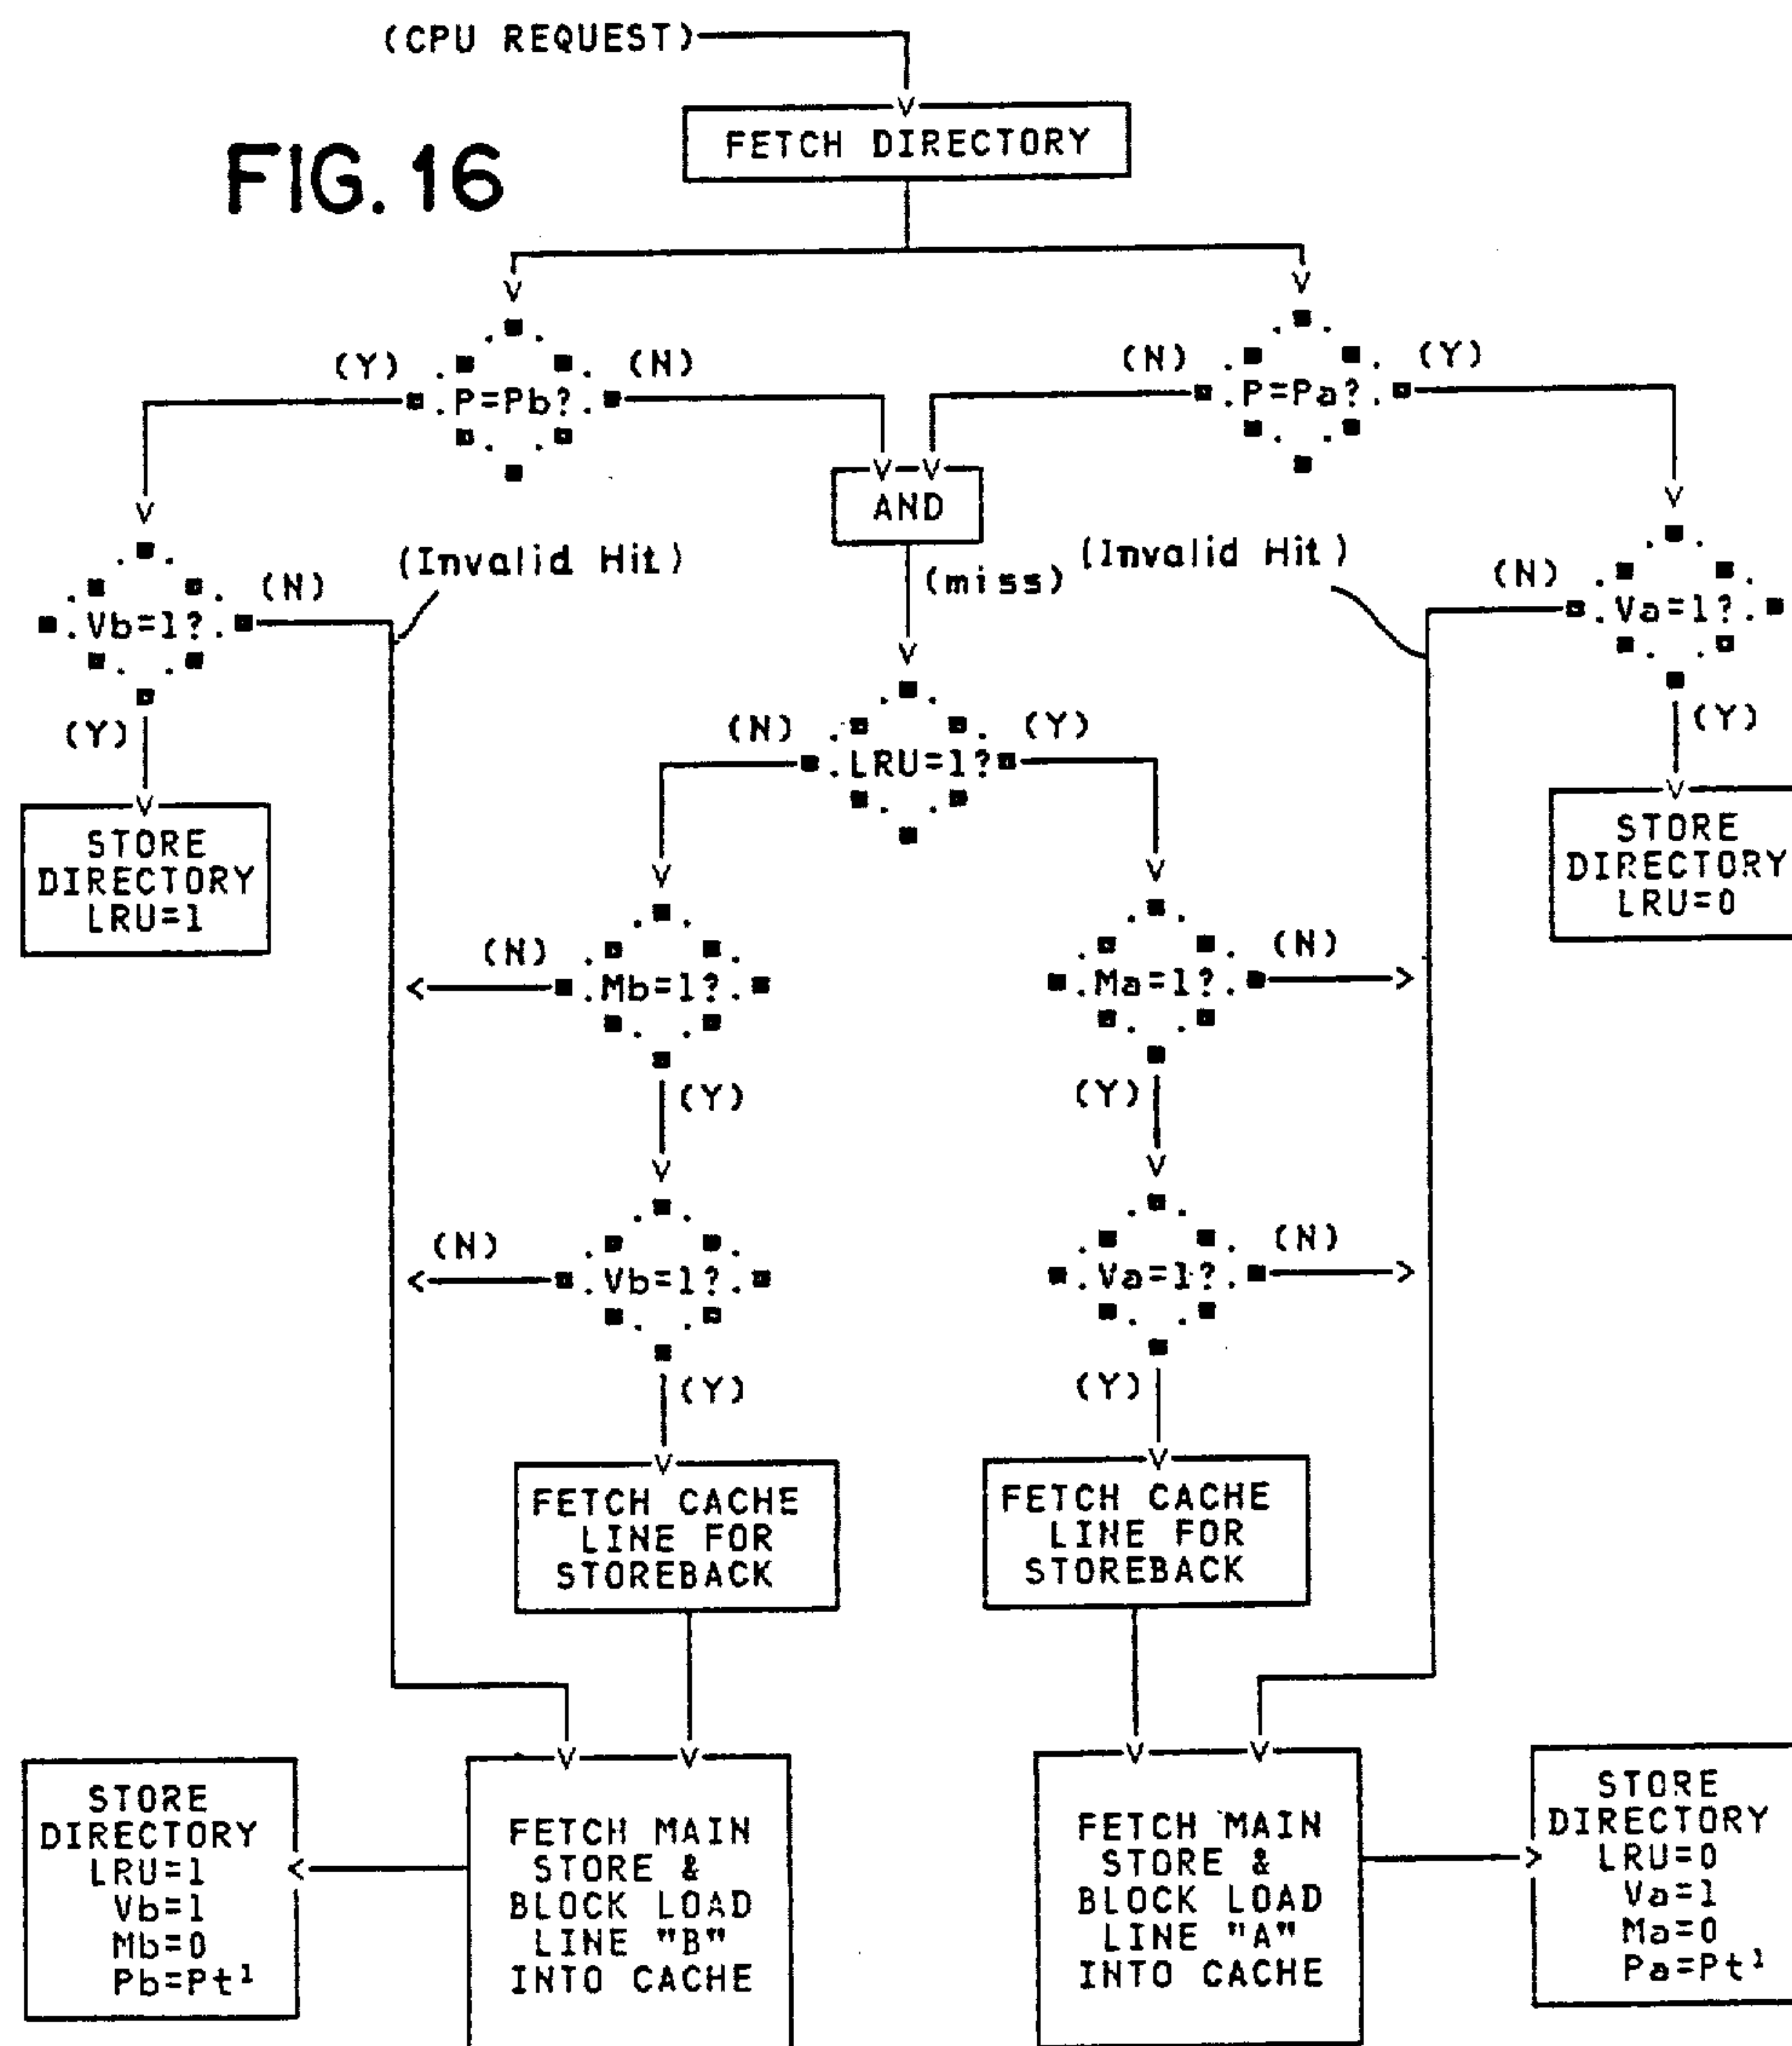 (CPU REQUEST)
FETCH DIRECTORY
FIG. 16
(Y)
P=Pb?
(N)
(N)
P=Pa?
(Y)
AND
(Invalid Hit)
(miss)
(Invalid Hit)
Vb=1?
(N)
(N)
Va=1?
(Y)
(Y)
(N)
LRU=1?
(Y)
STORE
DIRECTORY
LRU=1
STORE
DIRECTORY
LRU=0
(N)
Mb=1?
Ma=1?
(N)
(Y)
(Y)
(N)
Vb=1?
Va=1?
(N)
(Y)
(Y)
FETCH CACHE
LINE FOR
STOREBACK
FETCH CACHE
LINE FOR
STOREBACK
STORE
DIRECTORY
LRU=1
Vb=1
Mb=0
Pb=Pt¹
FETCH MAIN
STORE &
BLOCK LOAD
LINE "B"
INTO CACHE
FETCH MAIN
STORE &
BLOCK LOAD
LINE "A"
INTO CACHE
STORE
DIRECTORY
LRU=0
Va=1
Ma=0
Pa=Pt¹